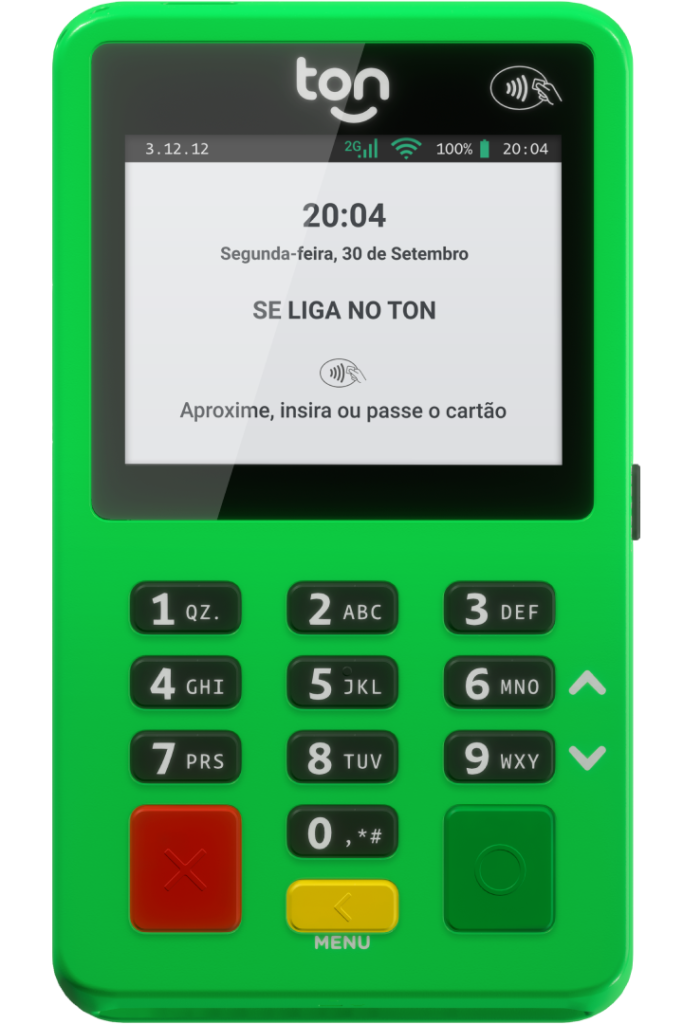 ton
3.12.12 2G 100% 20:04
20:04
Segunda-feira, 30 de Setembro
SE LIGA NO TON
Aproxime, insira ou passe o cartão
1 QZ. 2 ABC 3 DEF
4 GHI 5 JKL 6 MNO
7 PRS 8 TUV 9 WXY
0 ,*#
MENU